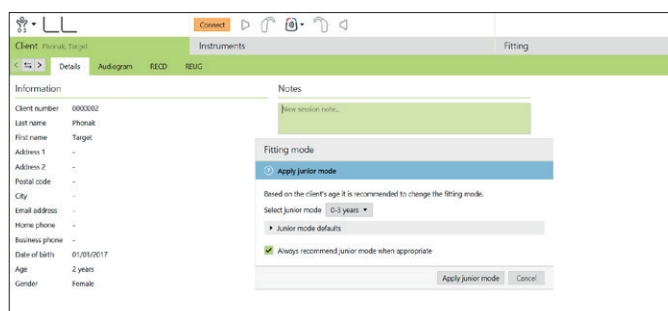 Connect
Client Phonak, Target
Instruments
Fitting
Details Audiogram RECD REUG
Information
Notes
Client number 0000002
New session note...
Last name Phonak
First name Target
Address 1 -
Address 2 -
Postal code -
City -
Email address -
Home phone -
Business phone -
Date of birth 01/01/2017
Age 2 years
Gender Female
Fitting mode
Apply junior mode
Based on the client's age it is recommended to change the fitting mode.
Select junior mode 0-3 years
Junior mode defaults
Always recommend junior mode when appropriate
Apply junior mode Cancel